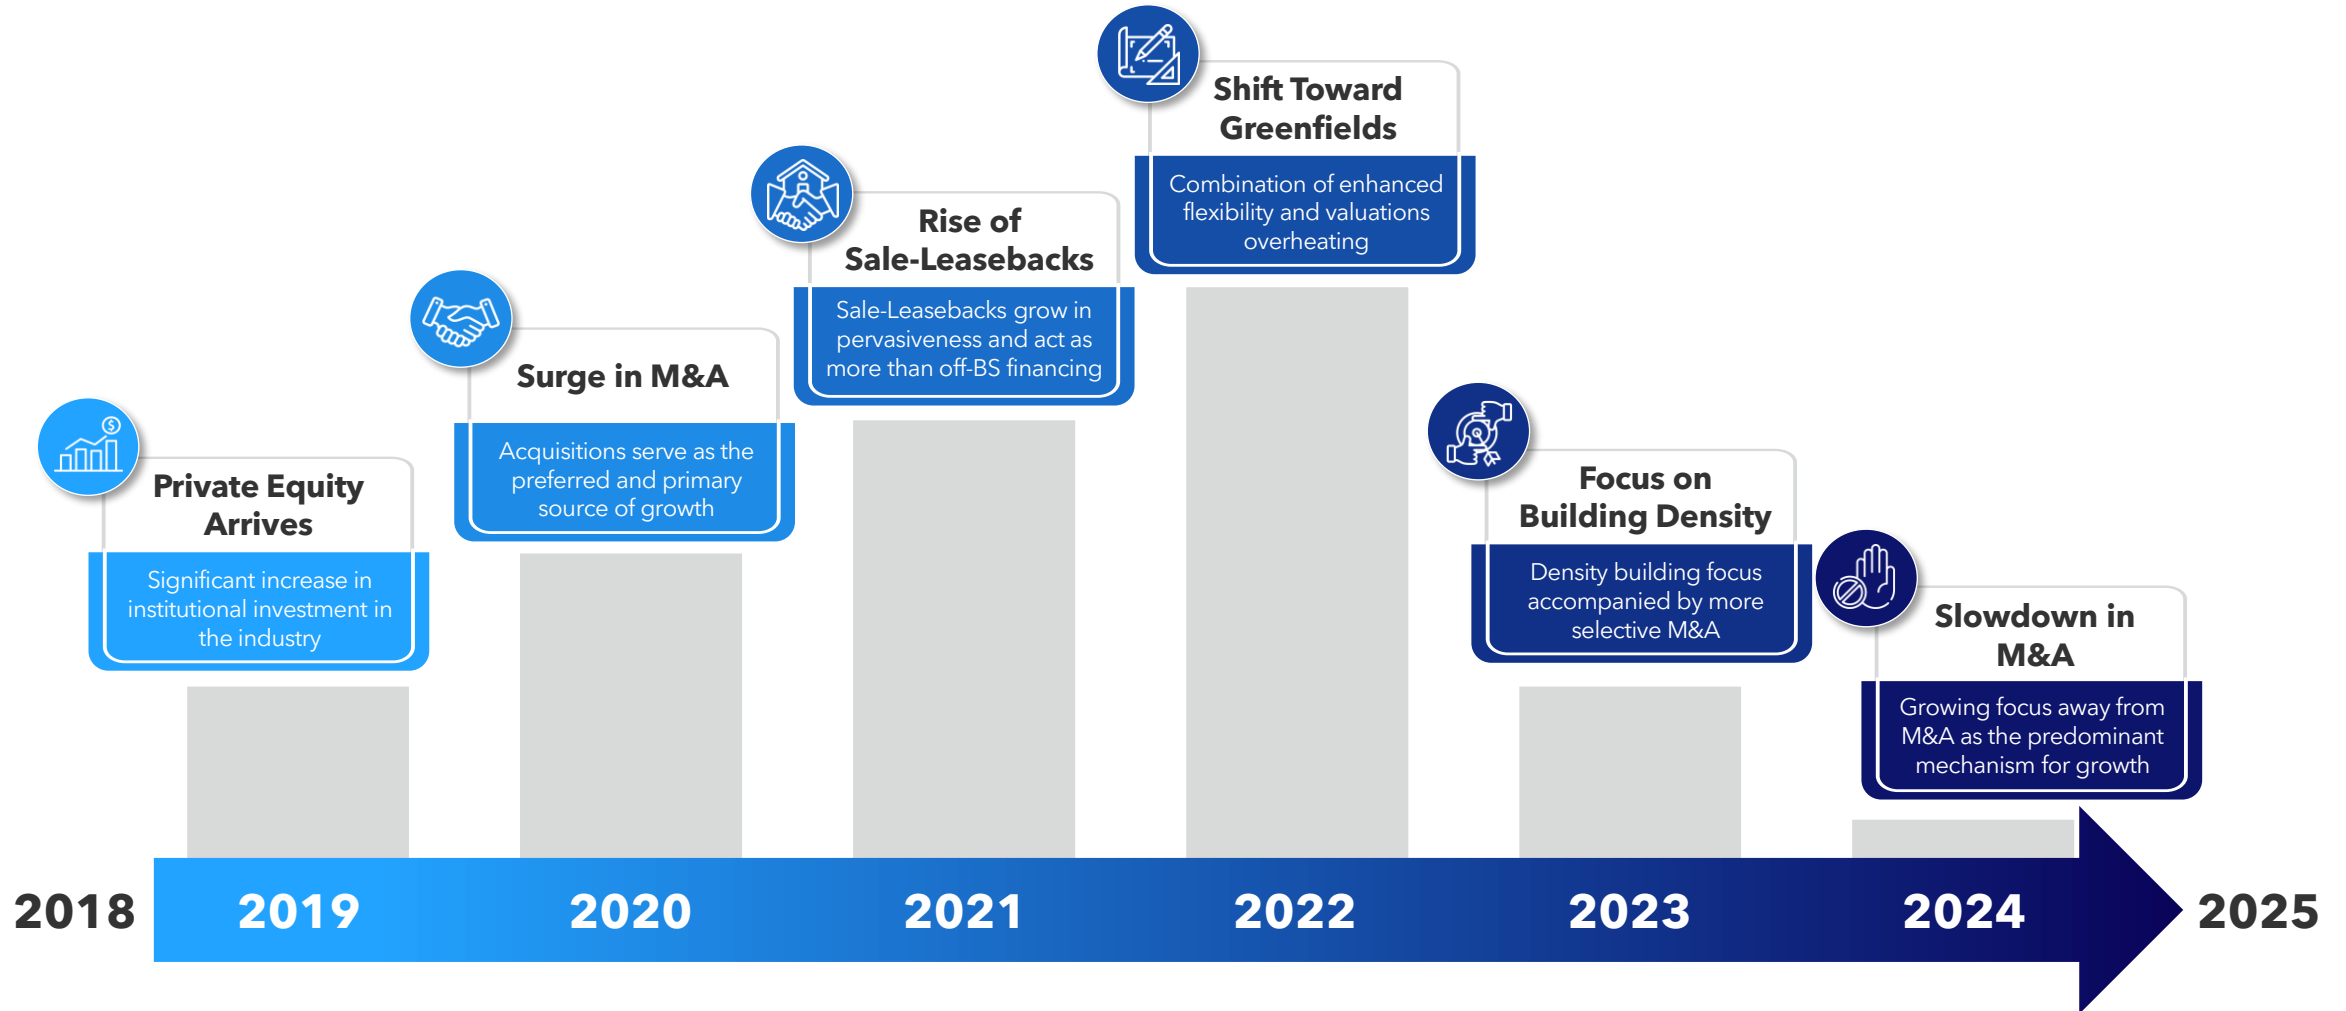 Private Equity
Arrives
Significant increase in
institutional investment in
the industry
Surge in M&A
Acquisitions serve as the
preferred and primary
source of growth
Rise of
Sale-Leasebacks
Sale-Leasebacks grow in
pervasiveness and act as
more than off-BS financing
Shift Toward
Greenfields
Combination of enhanced
flexibility and valuations
overheating
Focus on
Building Density
Density building focus
accompanied by more
selective M&A
Slowdown in
M&A
Growing focus away from
M&A as the predominant
mechanism for growth
2018 2019 2020 2021 2022 2023 2024 2025